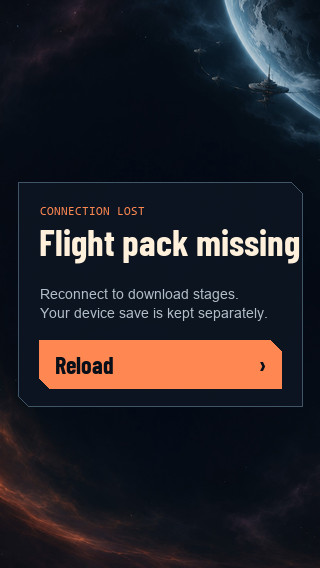 CONNECTION LOST
Flight pack missing
Reconnect to download stages.
Your device save is kept separately.
Reload ›